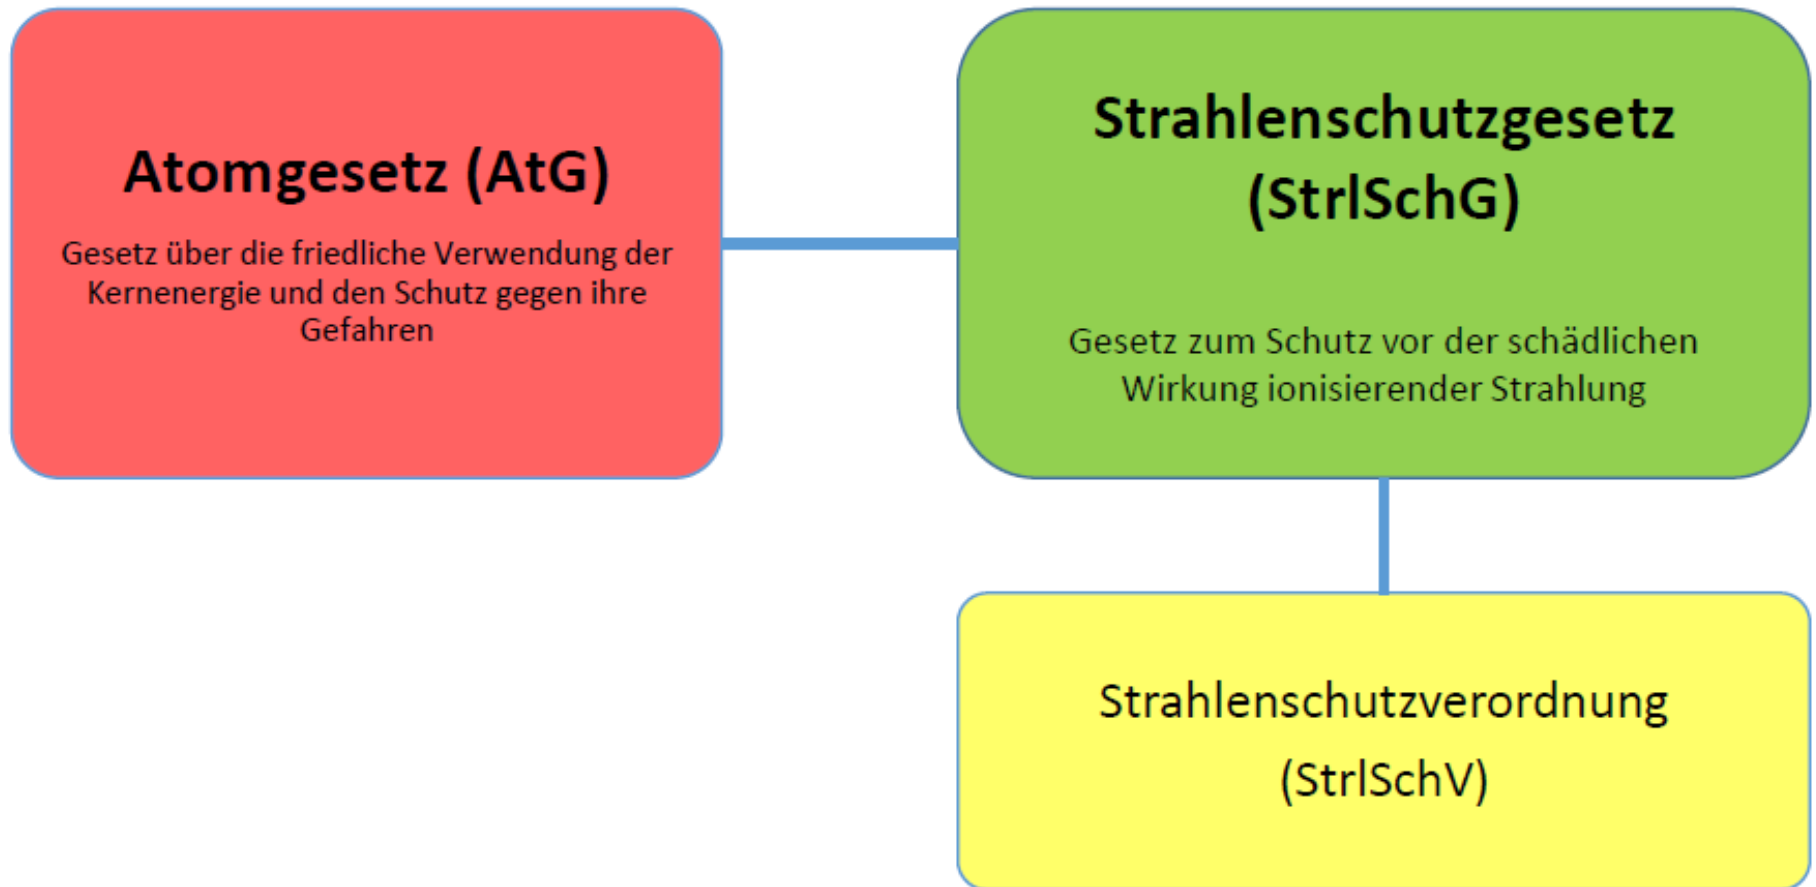 Atomgesetz (AtG)
Gesetz über die friedliche Verwendung der
Kernenergie und den Schutz gegen ihre
Gefahren
Strahlenschutzgesetz
(StrlSchG)
Gesetz zum Schutz vor der schädlichen
Wirkung ionisierender Strahlung
Strahlenschutzverordnung
(StrlSchV)